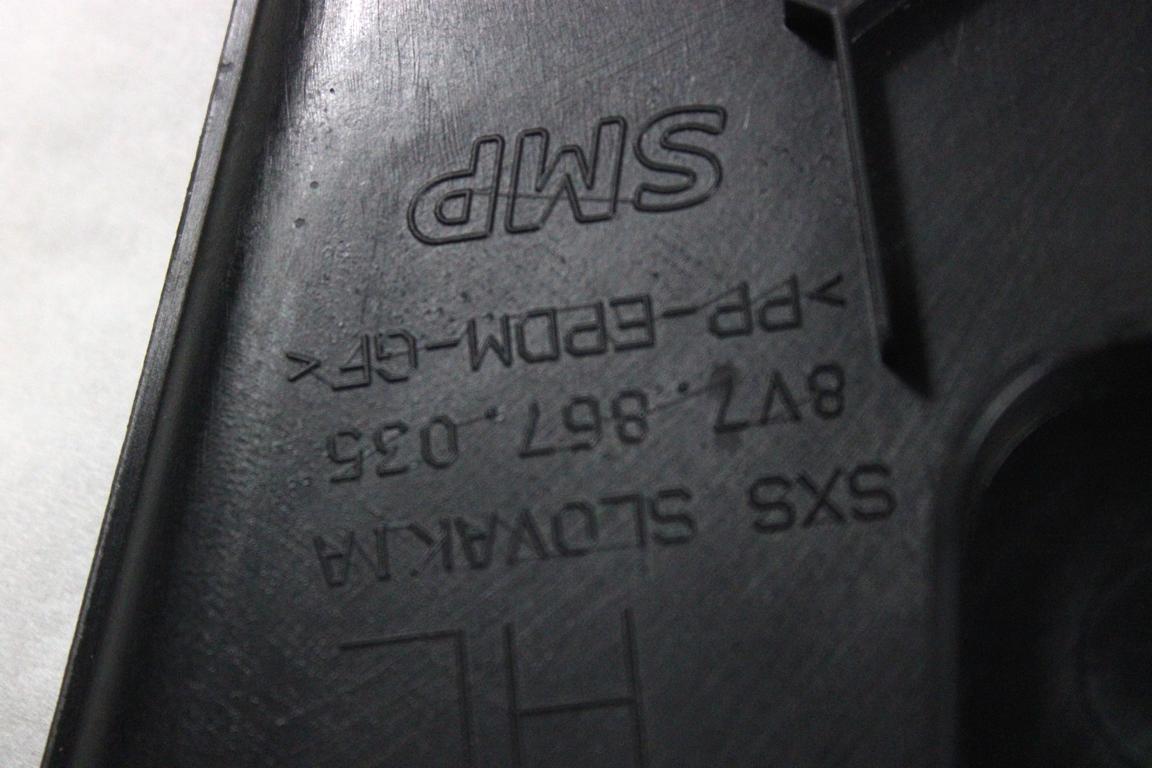 HL
SXS SLOVAKIA
8V7.867.035
>PP-EPDM-GF<
SMP